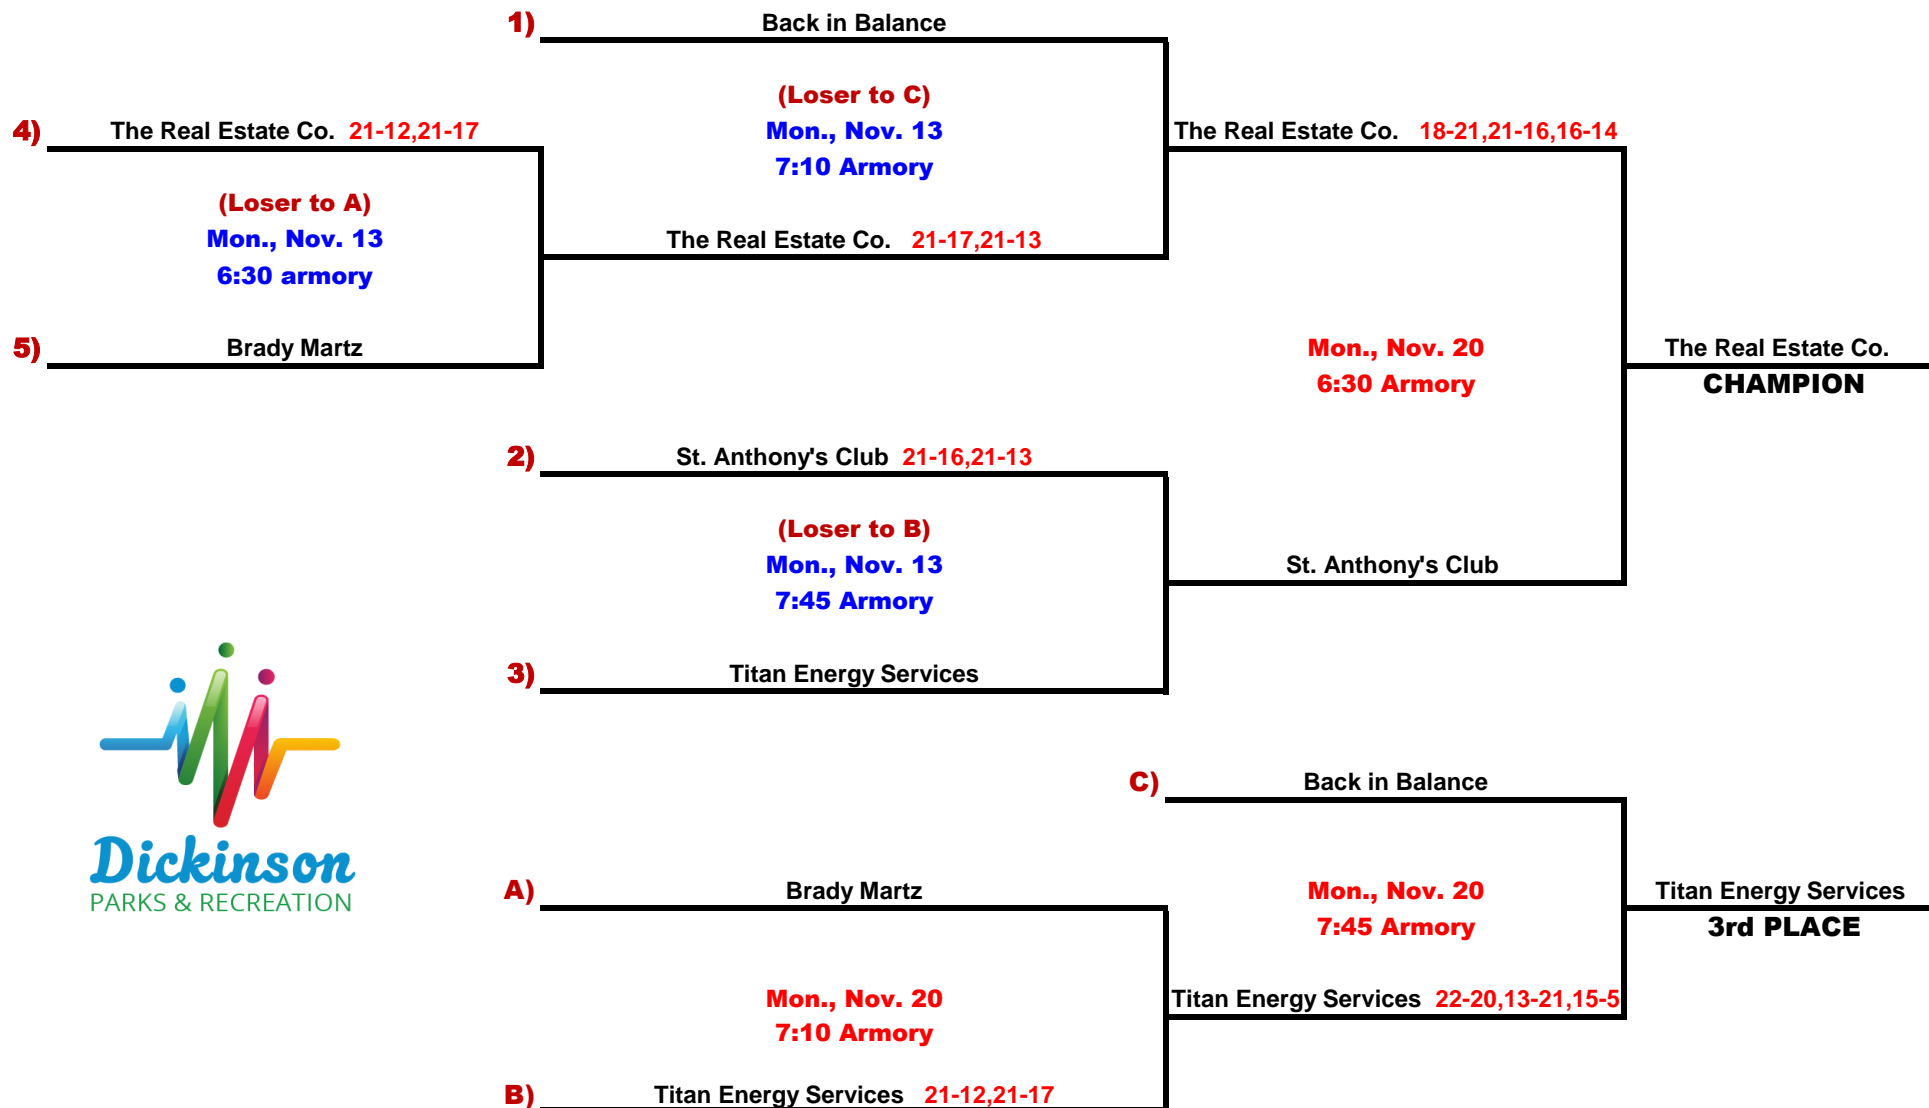 1) Back in Balance
(Loser to C)
Mon., Nov. 13
7:10 Armory
4) The Real Estate Co. 21-12,21-17
The Real Estate Co. 18-21,21-16,16-14
(Loser to A)
Mon., Nov. 13
6:30 armory
The Real Estate Co. 21-17,21-13
5) Brady Martz
Mon., Nov. 20
6:30 Armory
The Real Estate Co.
CHAMPION
2) St. Anthony's Club 21-16,21-13
(Loser to B)
Mon., Nov. 13
7:45 Armory
St. Anthony's Club
3) Titan Energy Services
Dickinson
PARKS & RECREATION
C) Back in Balance
A) Brady Martz
Mon., Nov. 20
7:45 Armory
Titan Energy Services
3rd PLACE
Mon., Nov. 20
7:10 Armory
Titan Energy Services 22-20,13-21,15-5
B) Titan Energy Services 21-12,21-17